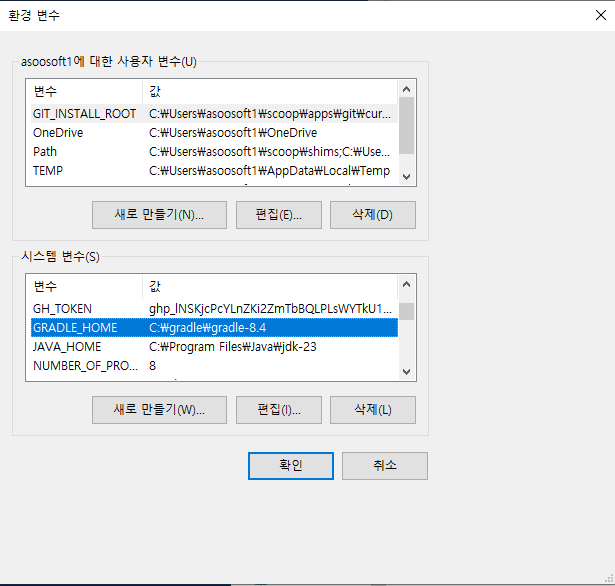 환경 변수
asoosoft1에 대한 사용자 변수(U)
변수 값
GIT_INSTALL_ROOT C:₩Users₩asoosoft1₩scoop₩apps₩git₩cur...
OneDrive C:₩Users₩asoosoft1₩OneDrive
Path C:₩Users₩asoosoft1₩scoop₩shims;C:₩Use...
TEMP C:₩Users₩asoosoft1₩AppData₩Local₩Temp
새로 만들기(N)... 편집(E)... 삭제(D)
시스템 변수(S)
변수 값
GH_TOKEN
GRADLE_HOME C:₩gradle₩gradle-8.4
JAVA_HOME C:₩Program Files₩Java₩jdk-23
NUMBER_OF_PRO... 8
새로 만들기(W)... 편집(I)... 삭제(L)
확인 취소